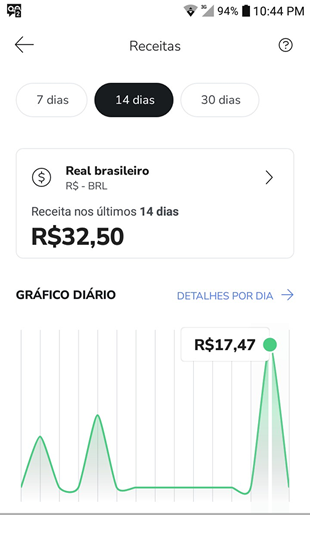 3G 94% 10:44 PM
Receitas
7 dias 14 dias 30 dias
Real brasileiro
R$ - BRL
Receita nos últimos 14 dias
R$32,50
GRÁFICO DIÁRIO DETALHES POR DIA
R$17,47